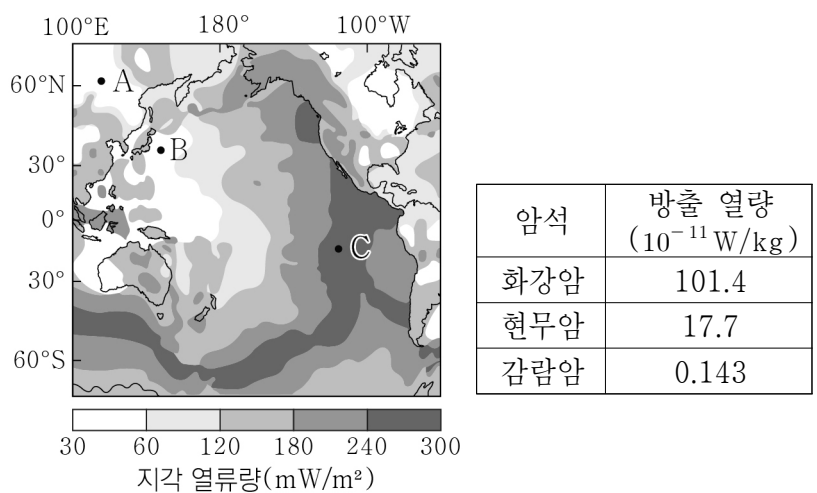 100°E 180° 100°W
60°N
30°
0°
30°
60°S
A
B
C
30 60 120 180 240 300
지각 열류량(mW/m²)
암석 방출 열량
(10⁻¹¹W/kg)
화강암 101.4
현무암 17.7
감람암 0.143